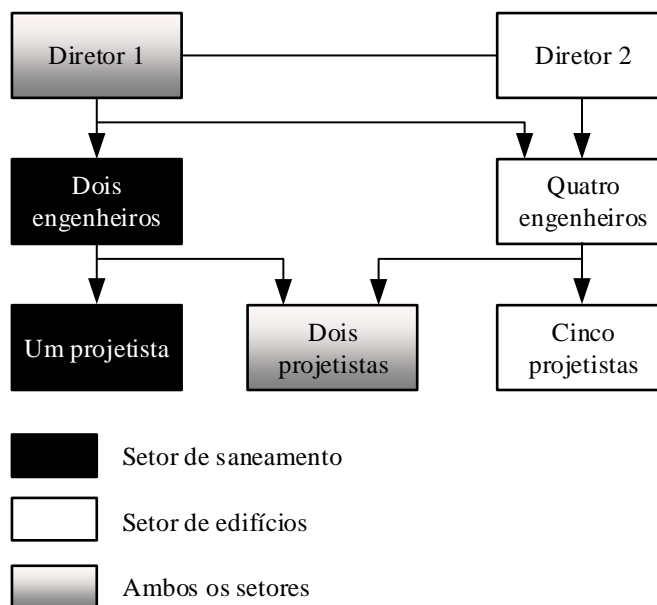 Diretor 1
Diretor 2
Dois
engenheiros
Quatro
engenheiros
Um projetista
Dois
projetistas
Cinco
projetistas
Setor de saneamento
Setor de edifícios
Ambos os setores